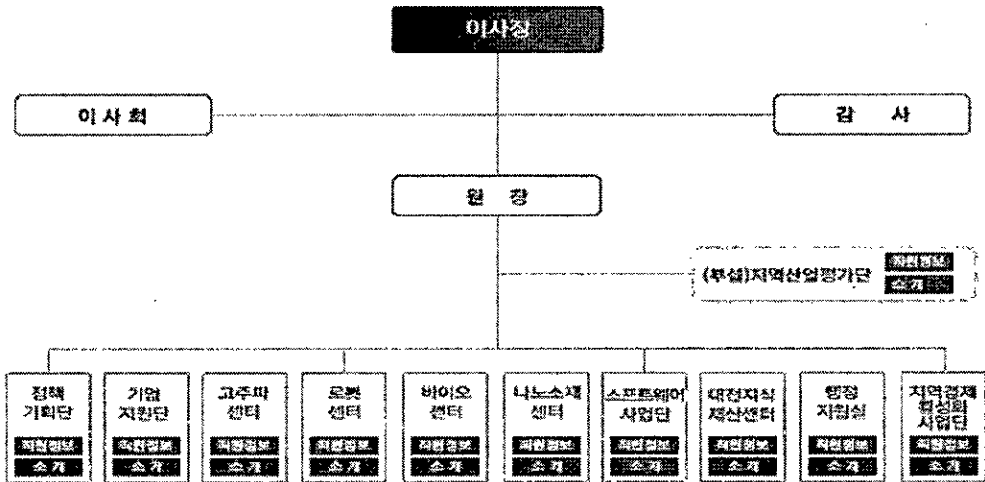 이사장
이 사 회
감 사
원 장
(부설)지역산업평가단
직원정보
소 개
정책
기획단
직원정보
소 개
기업
지원단
직원정보
소 개
고주파
센터
직원정보
소 개
로봇
센터
직원정보
소 개
바이오
센터
직원정보
소 개
나노소재
센터
직원정보
소 개
소프트웨어
사업단
직원정보
소 개
대전지식
재산센터
직원정보
소 개
행정
지원실
직원정보
소 개
지역경제
활성화
사업단
직원정보
소 개